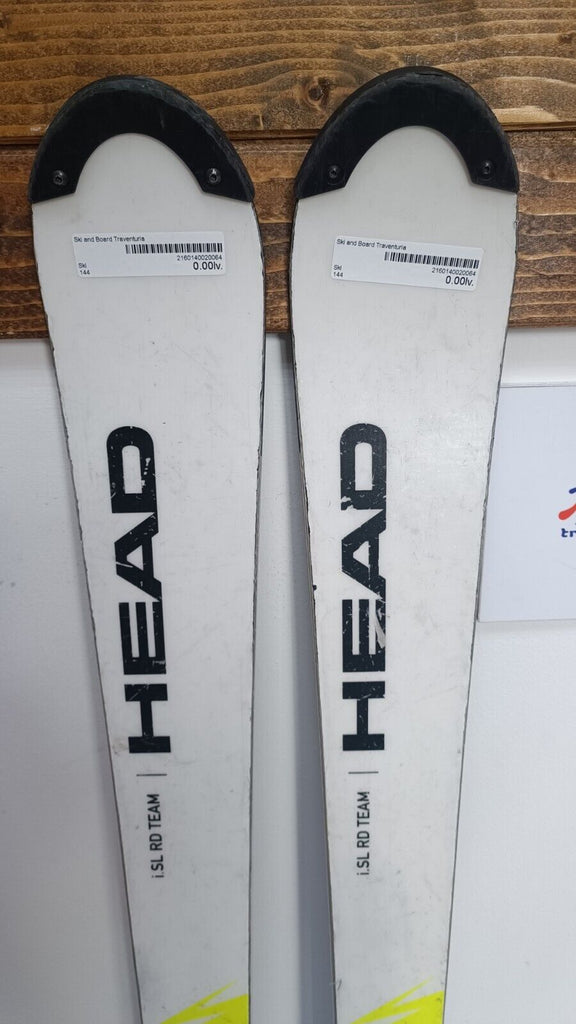 Ski and Board Traventuria
2160140020064
Ski
144
0.00lv.
Ski and Board Traventuria
2160140020064
Ski
144
0.00lv.
HEAD
i.SL RD TEAM
HEAD
i.SL RD TEAM